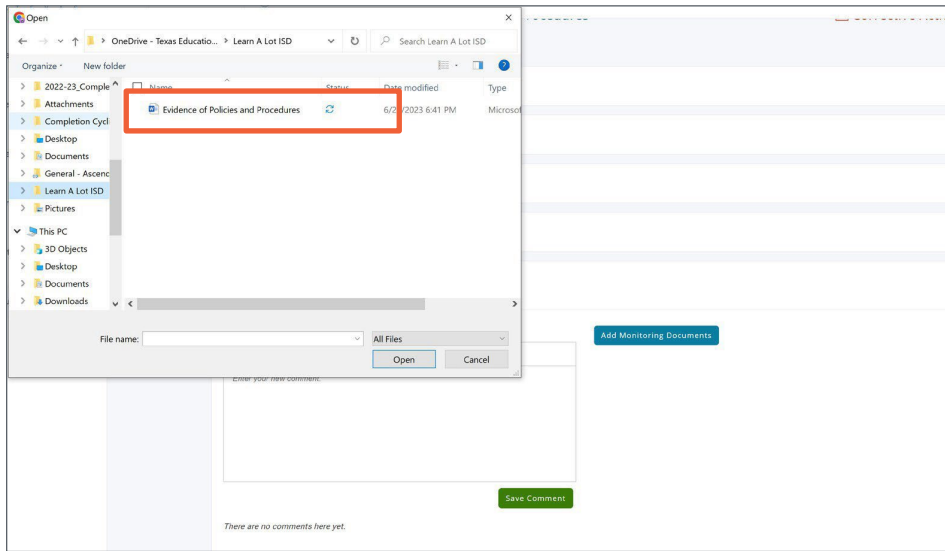 Open
OneDrive - Texas Educatio... > Learn A Lot ISD
Search Learn A Lot ISD
Organize
New folder
Name Status Date modified Type
2022-23_Comple
Attachments
Completion Cycl
Desktop
Documents
General - Ascend
Learn A Lot ISD
Pictures
This PC
3D Objects
Desktop
Documents
Downloads
Evidence of Policies and Procedures 6/2 /2023 6:41 PM Microsof
File name:
All Files
Open Cancel
Add Monitoring Documents
Enter your new comment.
Save Comment
There are no comments here yet.